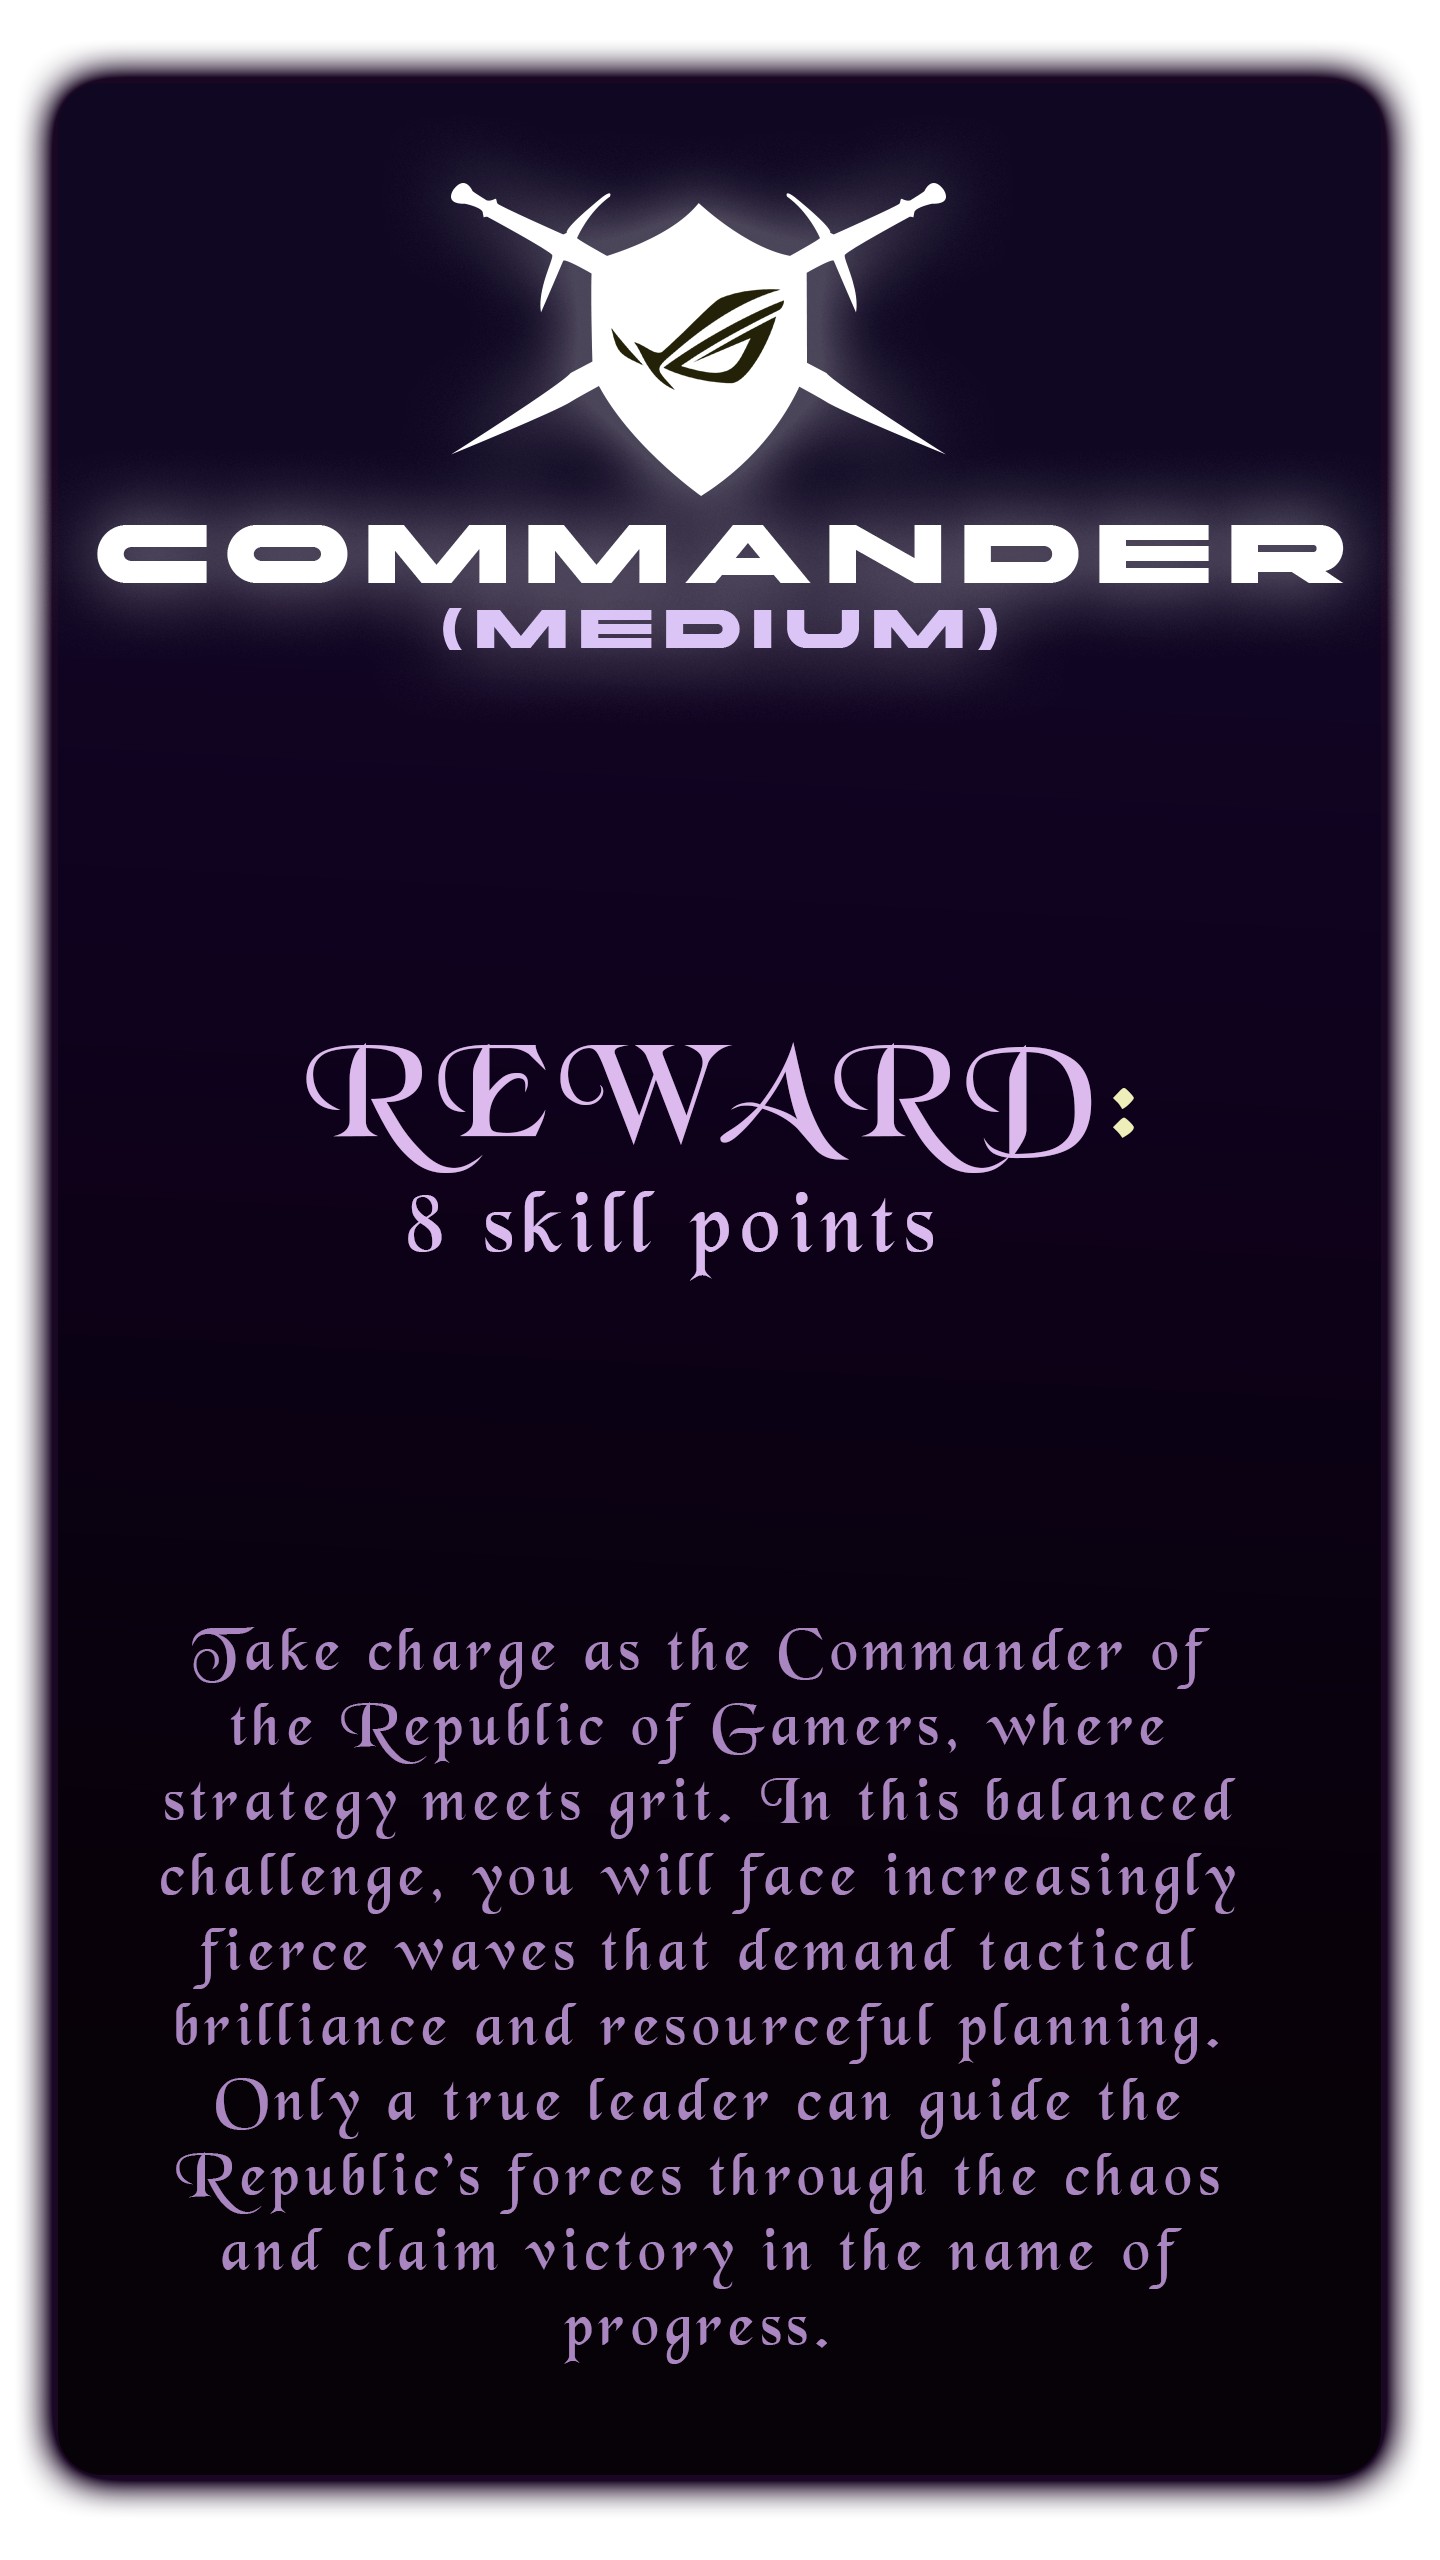 COMMANDER
(MEDIUM)
REWARD:
8 skill points
Take charge as the Commander of
the Republic of Gamers, where
strategy meets grit. In this balanced
challenge, you will face increasingly
fierce waves that demand tactical
brilliance and resourceful planning.
Only a true leader can guide the
Republic’s forces through the chaos
and claim victory in the name of
progress.